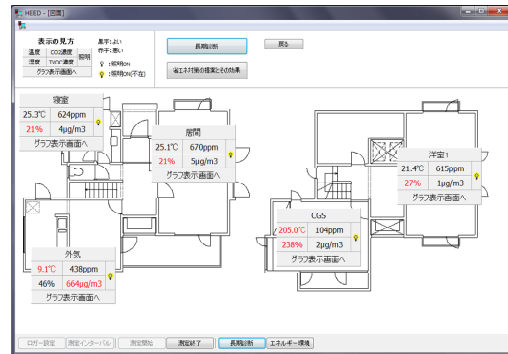 HEED - [図面]
表示の見方
黒字:よい
赤字:悪い
温度 CO2濃度 照明
湿度 TVOC濃度
グラフ表示画面へ
:照明ON
:照明ON(不在)
長期診断
戻る
省エネ対策の提案とその効果
寝室
25.3℃ 624ppm
21% 4μg/m3
グラフ表示画面へ
居間
25.1℃ 670ppm
21% 5μg/m3
グラフ表示画面へ
洋室1
21.4℃ 615ppm
27% 1μg/m3
グラフ表示画面へ
CGS
205.0℃ 104ppm
238% 2μg/m3
グラフ表示画面へ
外気
9.1℃ 438ppm
46% 664μg/m3
グラフ表示画面へ
ロガー設定 測定インターバル 測定開始 測定終了 長期診断 エネルギー環境